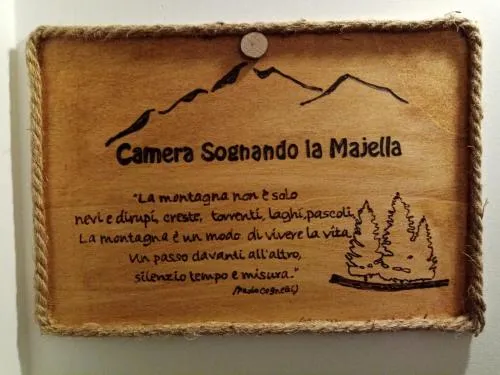 Camera Sognando la Majella
"La montagna non è solo
nevi e dirupi, creste, torrenti, laghi, pascoli
La montagna è un modo di vivere la vita
Un passo davanti all'altro,
silenzio tempo e misura."
(Paolo Cognetti)